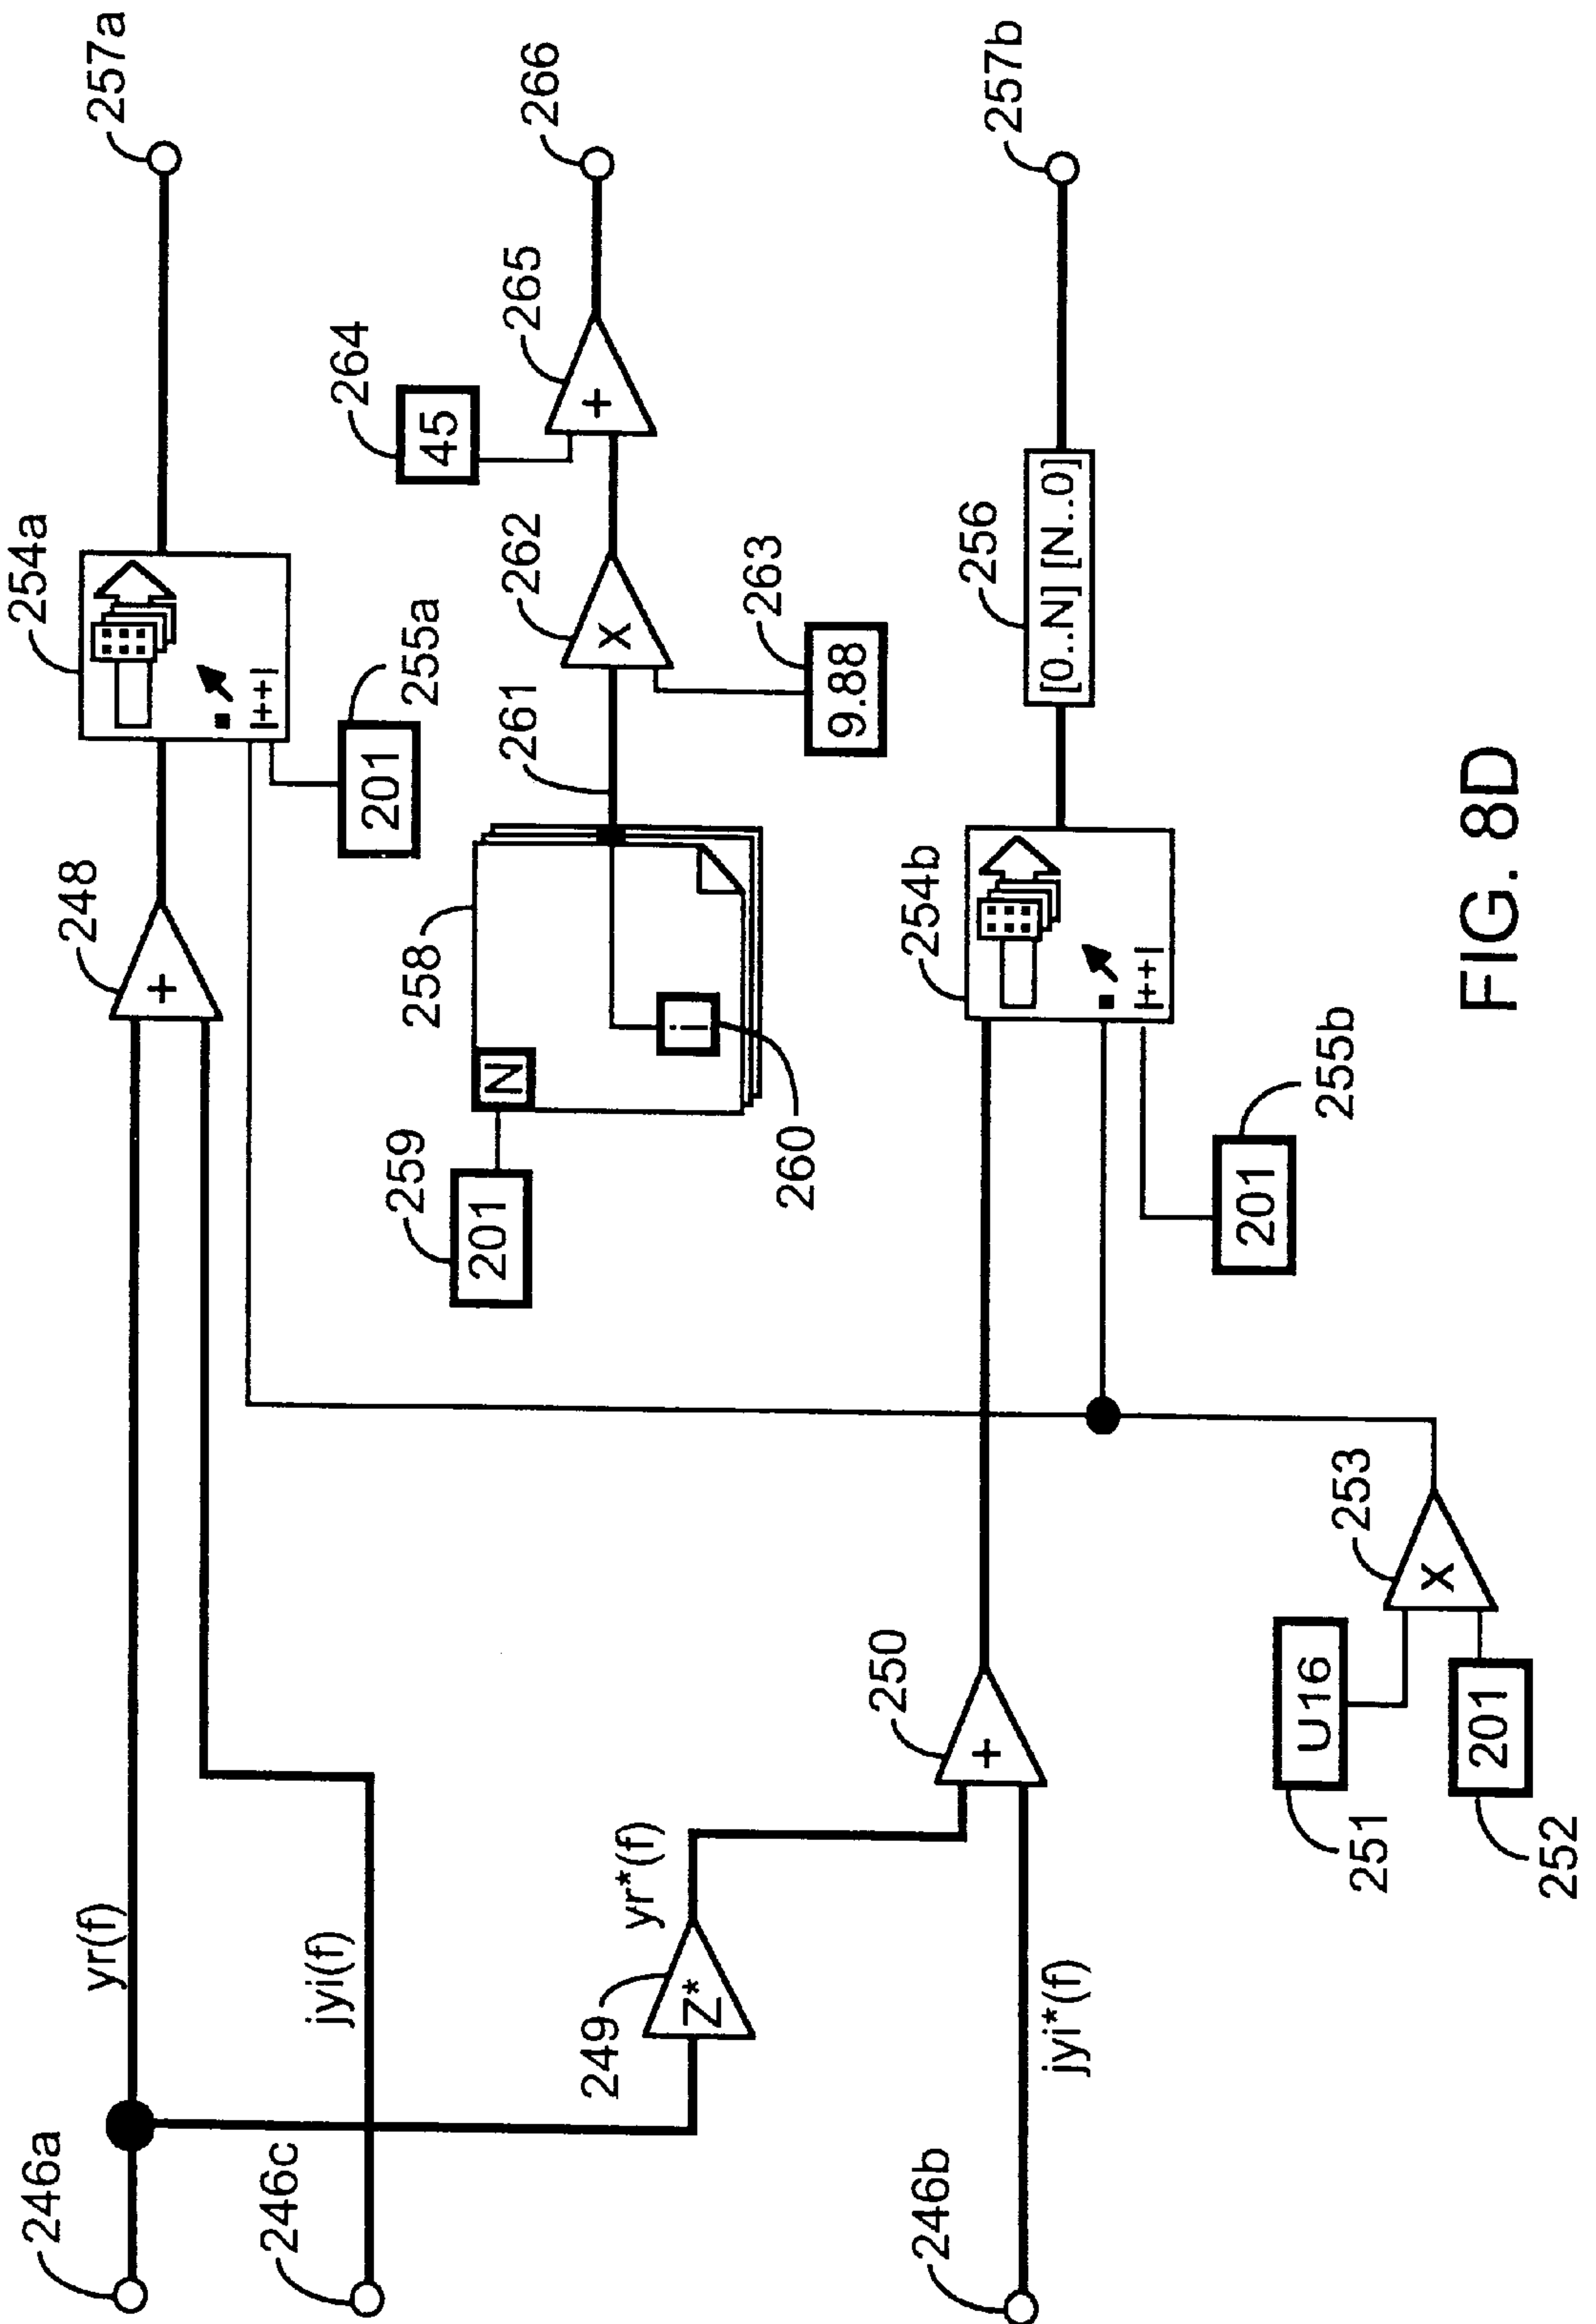 246a
yr(f)
248
+
254a
|++|
201
255a
257a
246c
jyi(f)
259
201
N
258
i
260
261
262
x
9.88
263
264
45
265
+
266
249
Z*
yr*(f)
246b
jyi*(f)
250
+
254b
|++|
201
255b
256
[0..N] [N..0]
257b
251
U16
252
201
253
x
FIG. 8D